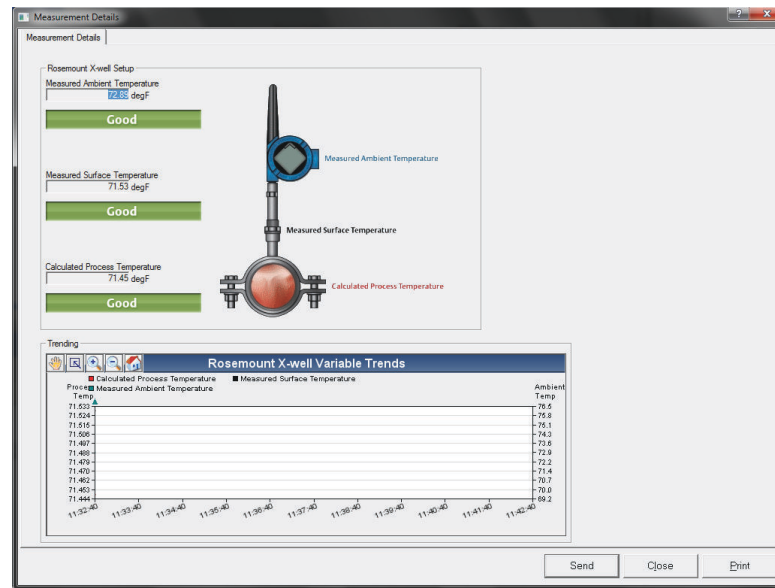 Measurement Details
Measurement Details
Rosemount X-well Setup
Measured Ambient Temperature
72.89 degF
Good
Measured Ambient Temperature
Measured Surface Temperature
71.53 degF
Good
Measured Surface Temperature
Calculated Process Temperature
71.45 degF
Good
Calculated Process Temperature
Trending
Rosemount X-well Variable Trends
Calculated Process Temperature Measured Surface Temperature
Proce Measured Ambient Temperature Ambient
Temp Temp
71.533 76.5
71.524 75.8
71.515 75.1
71.506 74.3
71.497 73.6
71.488 72.9
71.479 72.2
71.470 71.4
71.462 70.7
71.453 70.0
71.444 69.2
11:32:40 11:33:40 11:34:40 11:35:40 11:36:40 11:37:40 11:38:40 11:39:40 11:40:40 11:41:40 11:42:40
Send Close Print